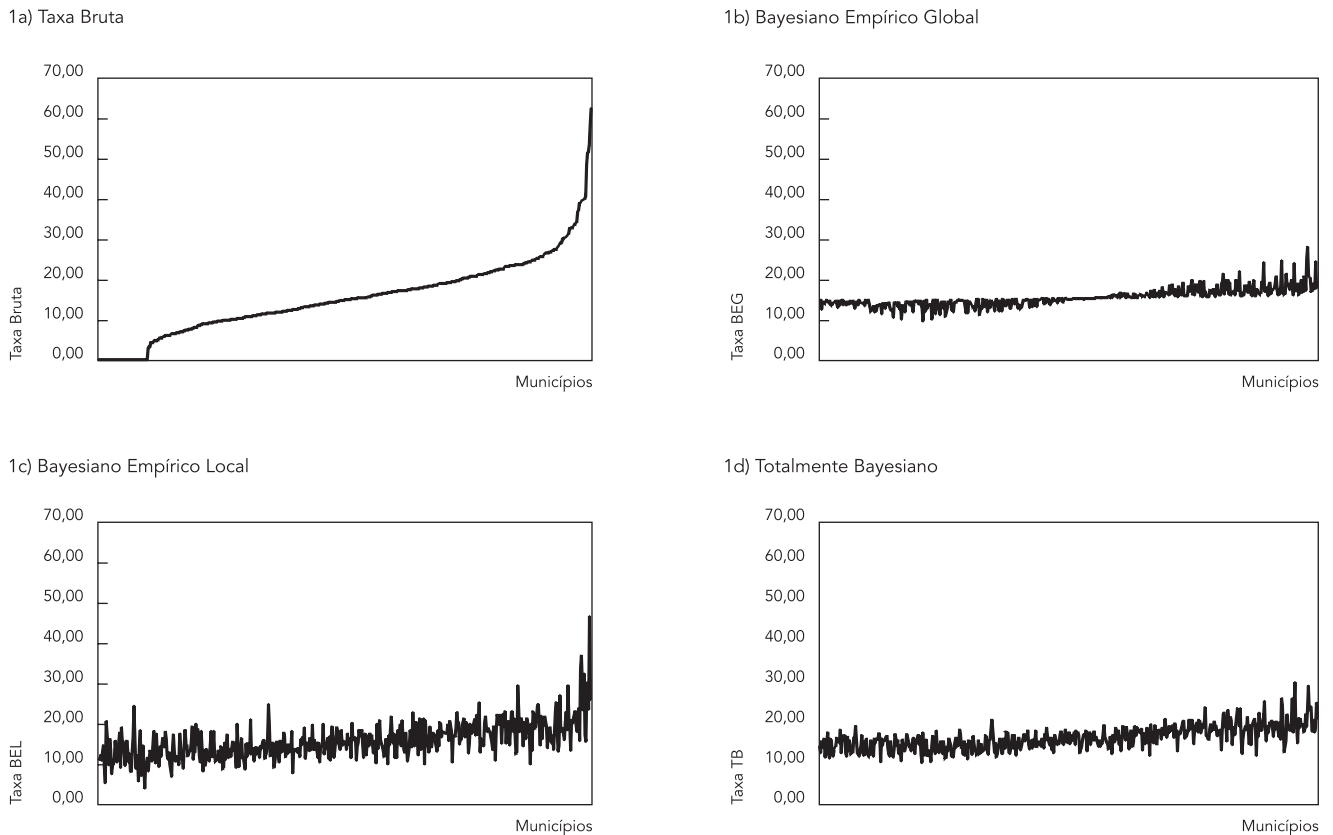 1a) Taxa Bruta
70,00
60,00
50,00
40,00
30,00
20,00
10,00
0,00
Taxa Bruta
Municípios
1b) Bayesiano Empírico Global
70,00
60,00
50,00
40,00
30,00
20,00
10,00
0,00
Taxa BEG
Municípios
1c) Bayesiano Empírico Local
70,00
60,00
50,00
40,00
30,00
20,00
10,00
0,00
Taxa BEL
Municípios
1d) Totalmente Bayesiano
70,00
60,00
50,00
40,00
30,00
20,00
10,00
0,00
Taxa TB
Municípios